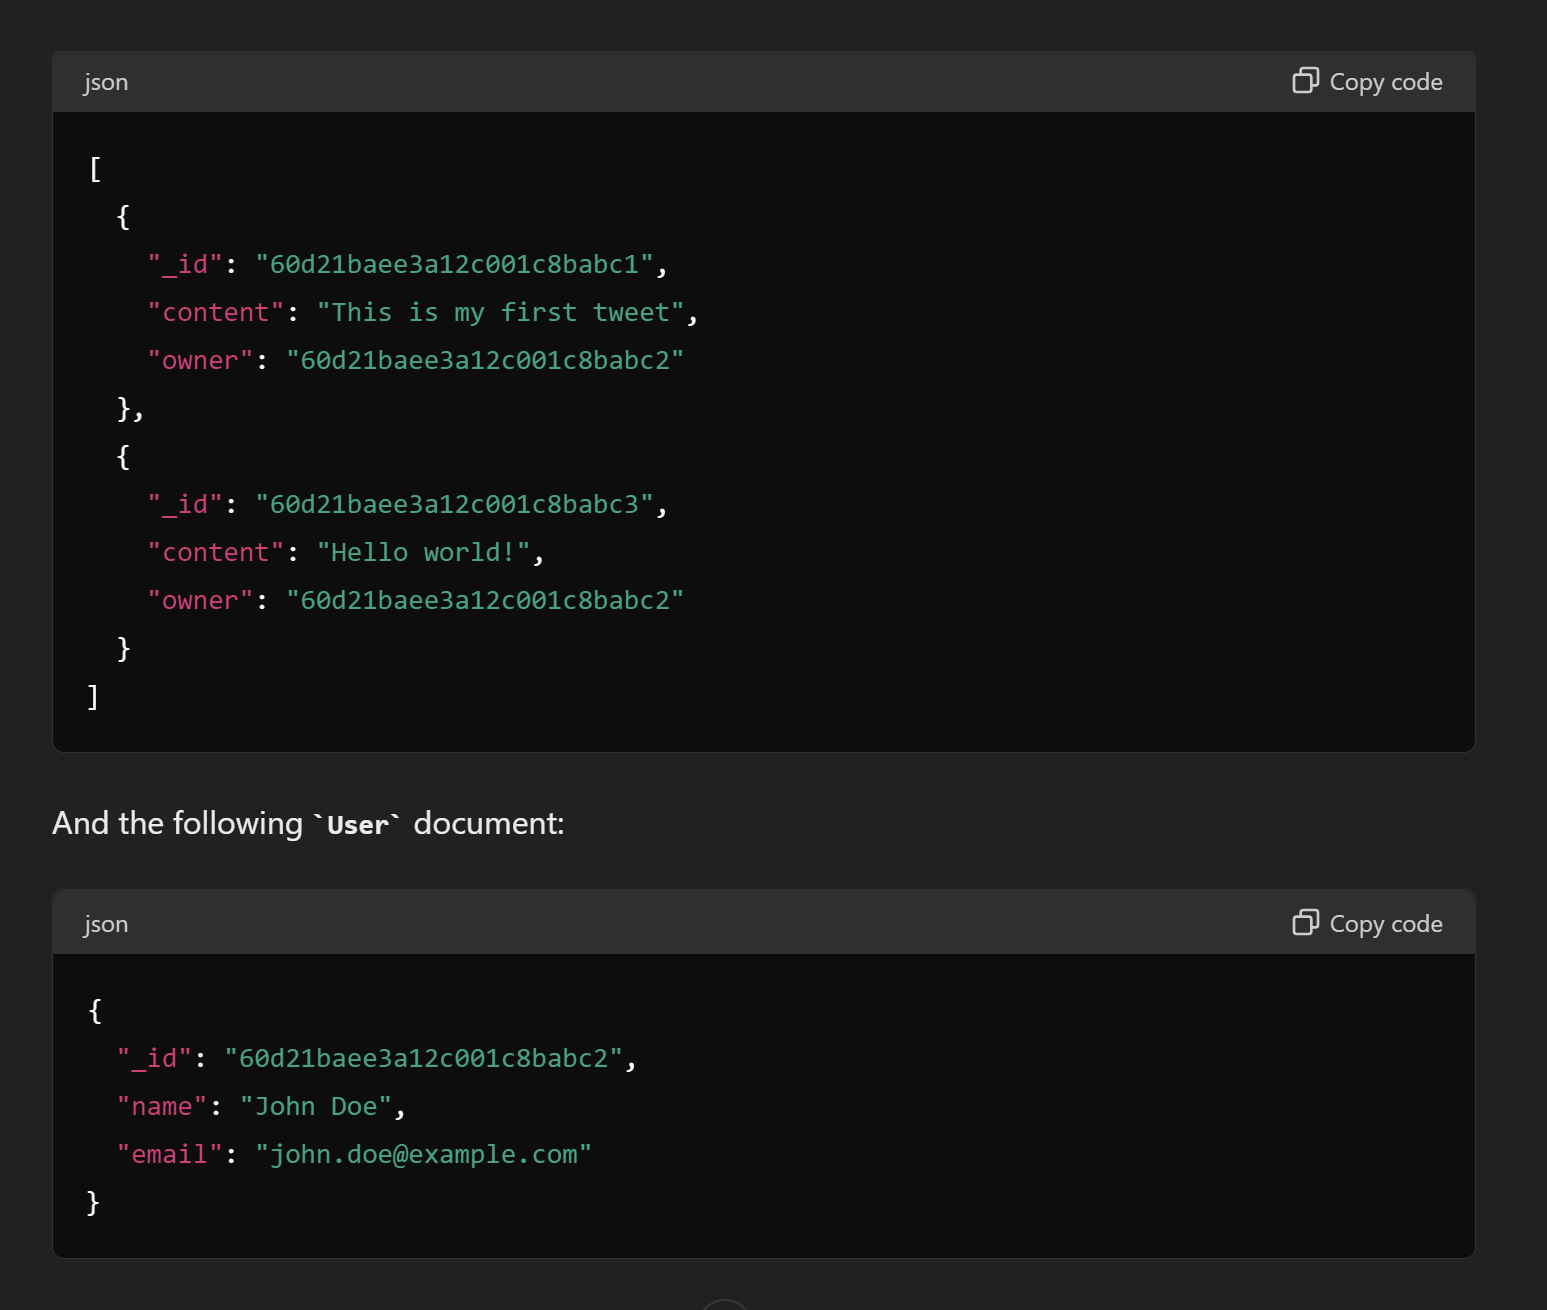 json
Copy code
[
  {
    "_id": "60d21baee3a12c001c8babc1",
    "content": "This is my first tweet",
    "owner": "60d21baee3a12c001c8babc2"
  },
  {
    "_id": "60d21baee3a12c001c8babc3",
    "content": "Hello world!",
    "owner": "60d21baee3a12c001c8babc2"
  }
]
And the following `User` document:
json
Copy code
{
  "_id": "60d21baee3a12c001c8babc2",
  "name": "John Doe",
  "email": "john.doe@example.com"
}